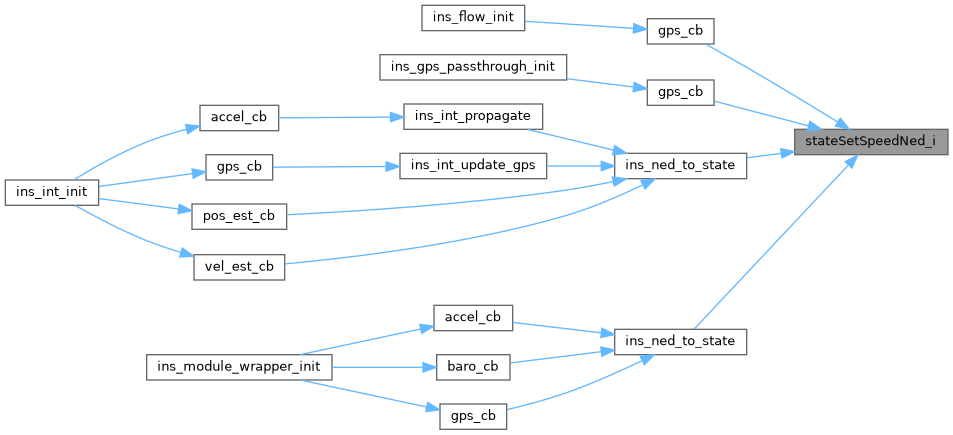 ins_flow_init
gps_cb
ins_gps_passthrough_init
gps_cb
accel_cb
ins_int_propagate
stateSetSpeedNed_i
gps_cb
ins_int_update_gps
ins_ned_to_state
ins_int_init
pos_est_cb
vel_est_cb
accel_cb
ins_ned_to_state
ins_module_wrapper_init
baro_cb
gps_cb